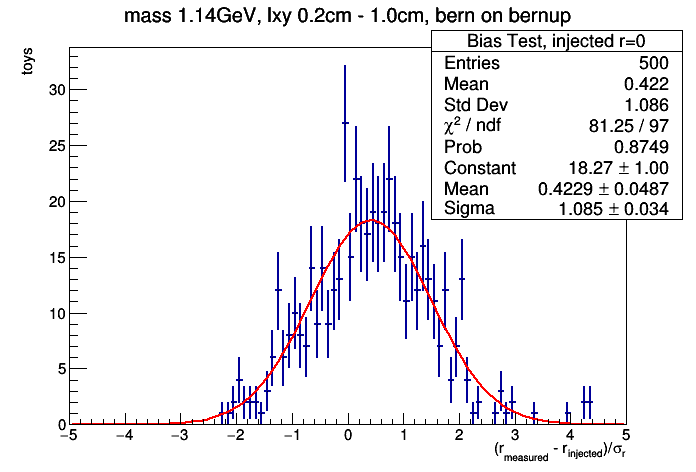 mass 1.14GeV, lxy 0.2cm - 1.0cm, bern on bernup
Bias Test, injected r=0
Entries 500
Mean 0.422
Std Dev 1.086
χ² / ndf 81.25 / 97
Prob 0.8749
Constant 18.27 ± 1.00
Mean 0.4229 ± 0.0487
Sigma 1.085 ± 0.034
toys
30
25
20
15
10
5
0
−5 −4 −3 −2 −1 0 1 2 3 4 5
(r_measured - r_injected)/σ_r